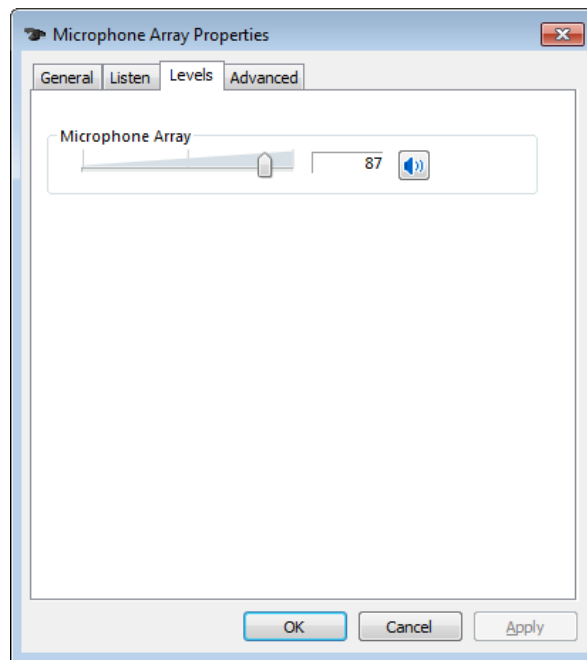 Microphone Array Properties
General Listen Levels Advanced
Microphone Array
87
OK Cancel Apply